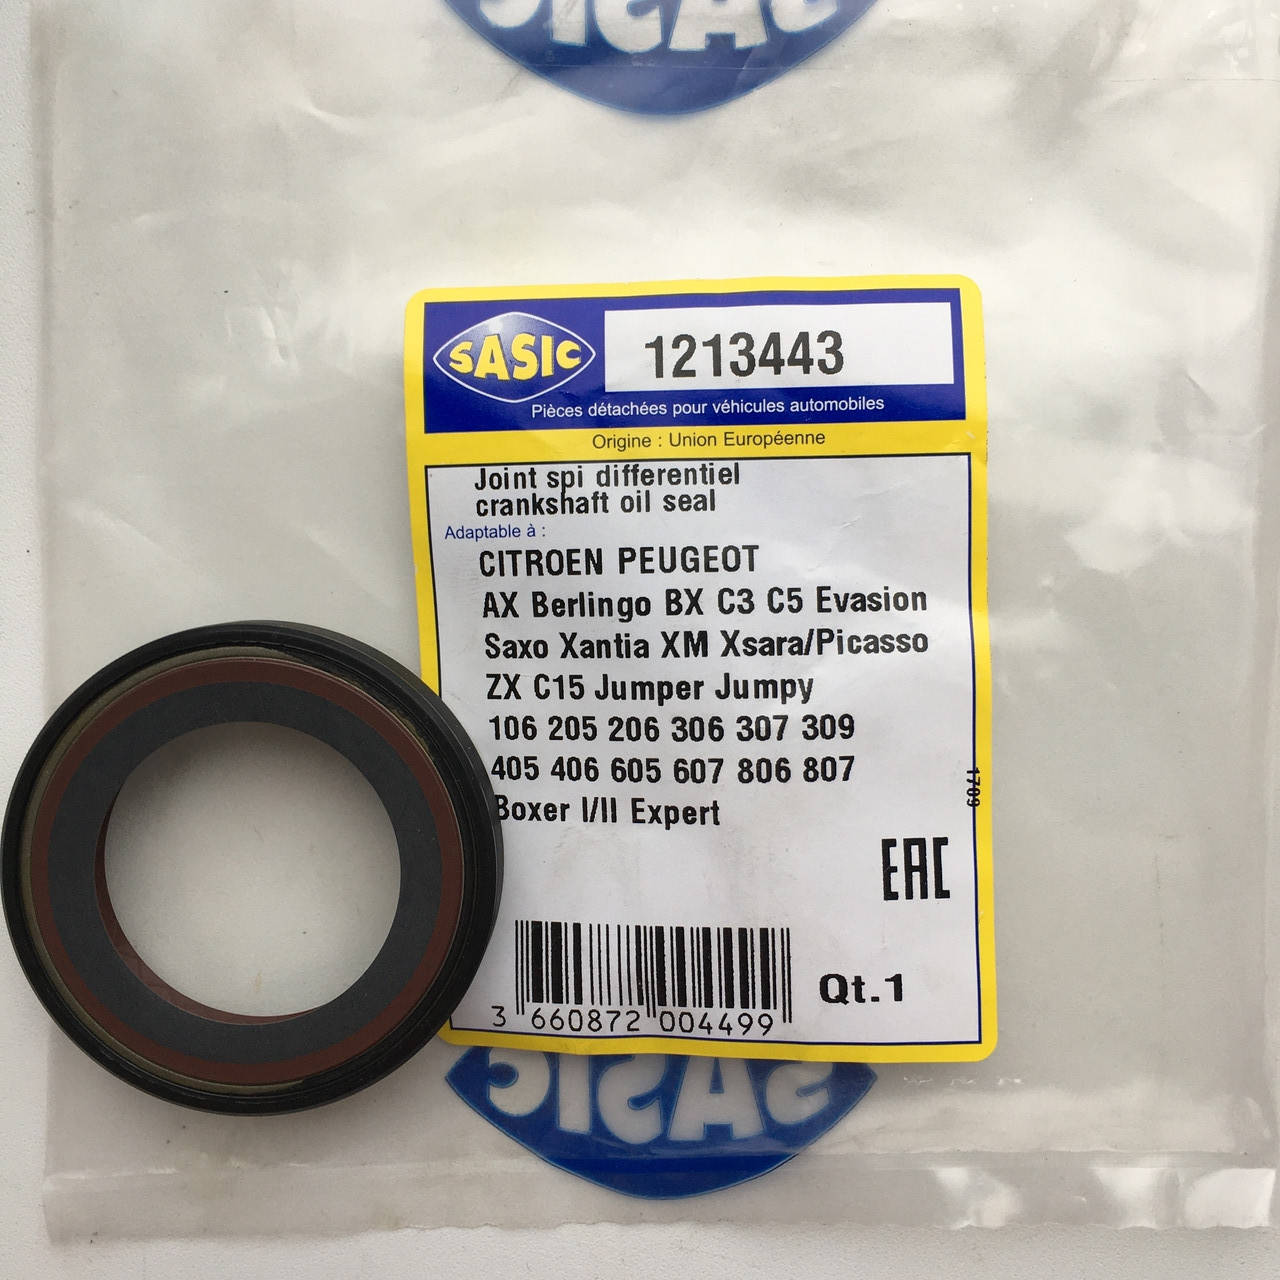 SASIC
SASIC
1213443
Pièces détachées pour véhicules automobiles
Origine : Union Européenne
Joint spi differentiel
crankshaft oil seal
Adaptable à :
CITROEN PEUGEOT
AX Berlingo BX C3 C5 Evasion
Saxo Xantia XM Xsara/Picasso
ZX C15 Jumper Jumpy
106 205 206 306 307 309
405 406 605 607 806 807
Boxer I/II Expert
1709
EAC
Qt.1
3 660872 004499
SASIC